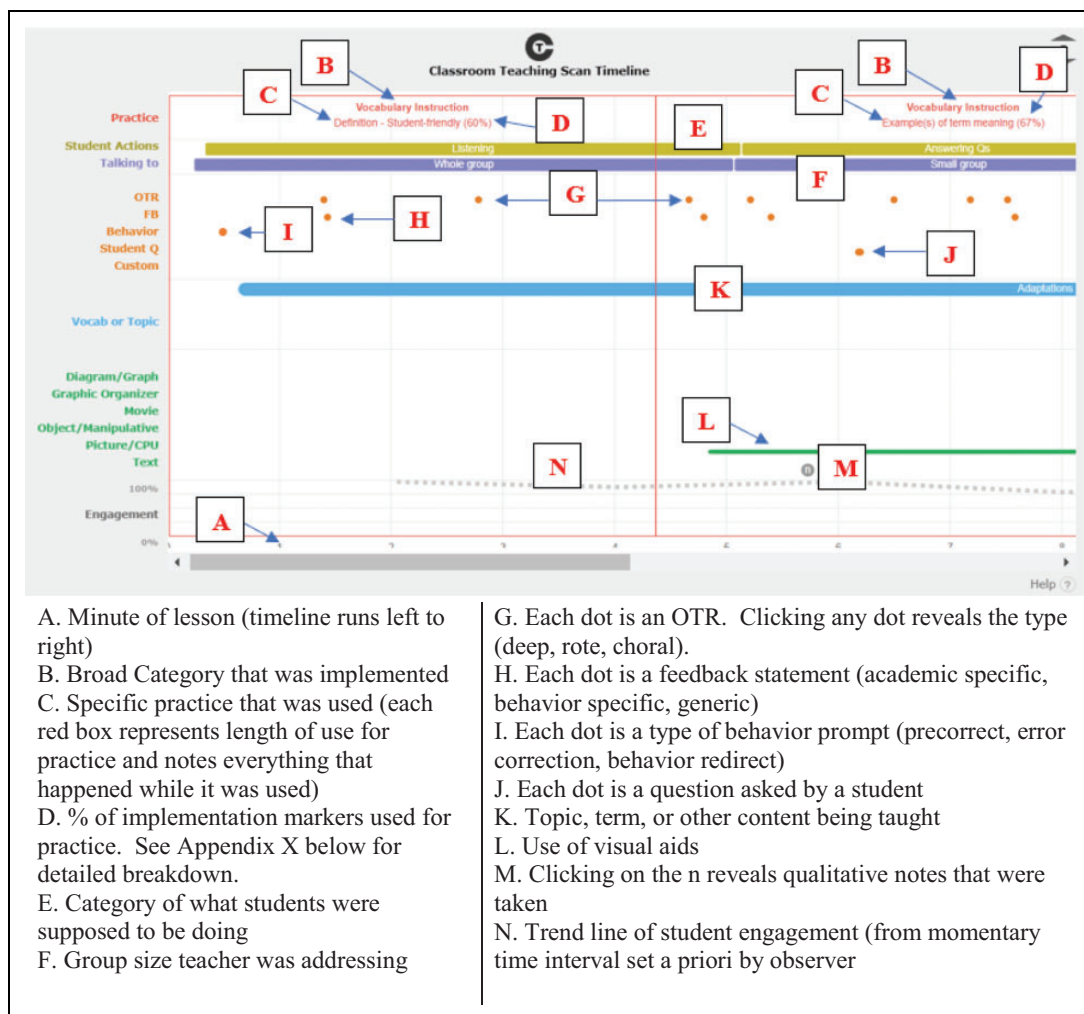 Classroom Teaching Scan Timeline
B
B
C
C
D
D
Practice
Vocabulary Instruction
Definition - Student-friendly (60%)
Vocabulary Instruction
Example(s) of term meaning (67%)
E
Student Actions
Listening
Answering Qs
Talking to
Whole group
Small group
F
OTR
G
FB
H
Behavior
I
Student Q
J
Custom
K
Adaptations
Vocab or Topic
Diagram/Graph
Graphic Organizer
Movie
Object/Manipulative
L
Picture/CPU
Text
N
n
M
100%
Engagement
A
0%
1
2
3
4
5
6
7
8
Help ?
A. Minute of lesson (timeline runs left to
right)
B. Broad Category that was implemented
C. Specific practice that was used (each
red box represents length of use for
practice and notes everything that
happened while it was used)
D. % of implementation markers used for
practice. See Appendix X below for
detailed breakdown.
E. Category of what students were
supposed to be doing
F. Group size teacher was addressing
G. Each dot is an OTR. Clicking any dot reveals the type
(deep, rote, choral).
H. Each dot is a feedback statement (academic specific,
behavior specific, generic)
I. Each dot is a type of behavior prompt (precorrect, error
correction, behavior redirect)
J. Each dot is a question asked by a student
K. Topic, term, or other content being taught
L. Use of visual aids
M. Clicking on the n reveals qualitative notes that were
taken
N. Trend line of student engagement (from momentary
time interval set a priori by observer